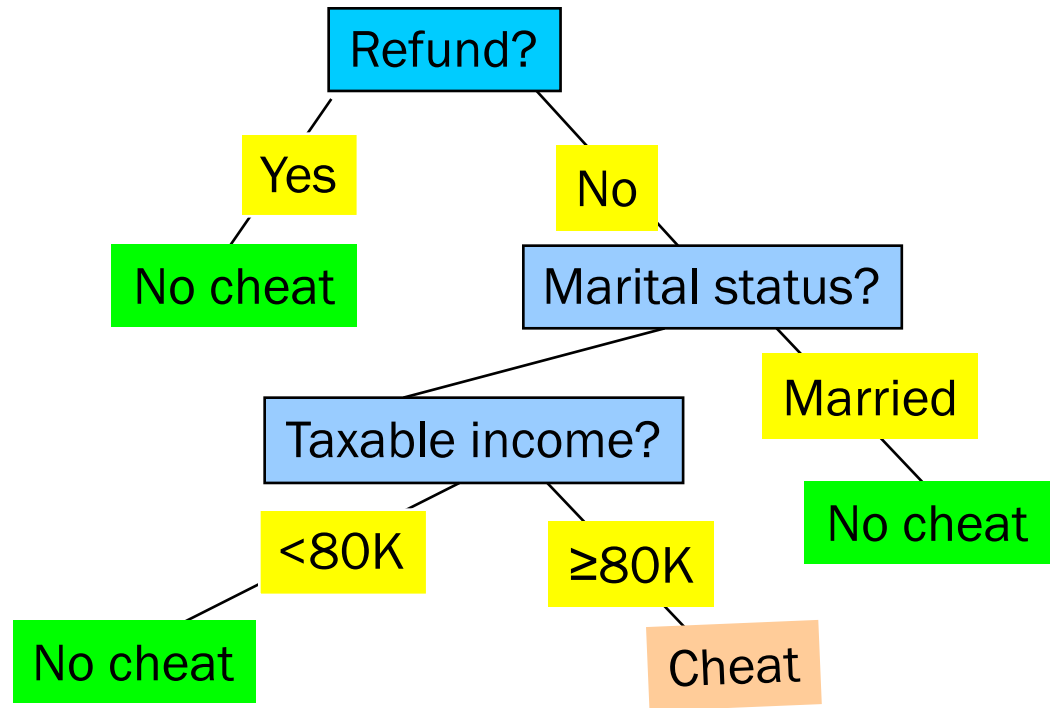 Refund?
Yes
No
No cheat
Marital status?
Married
Taxable income?
No cheat
<80K
≥80K
No cheat
Cheat